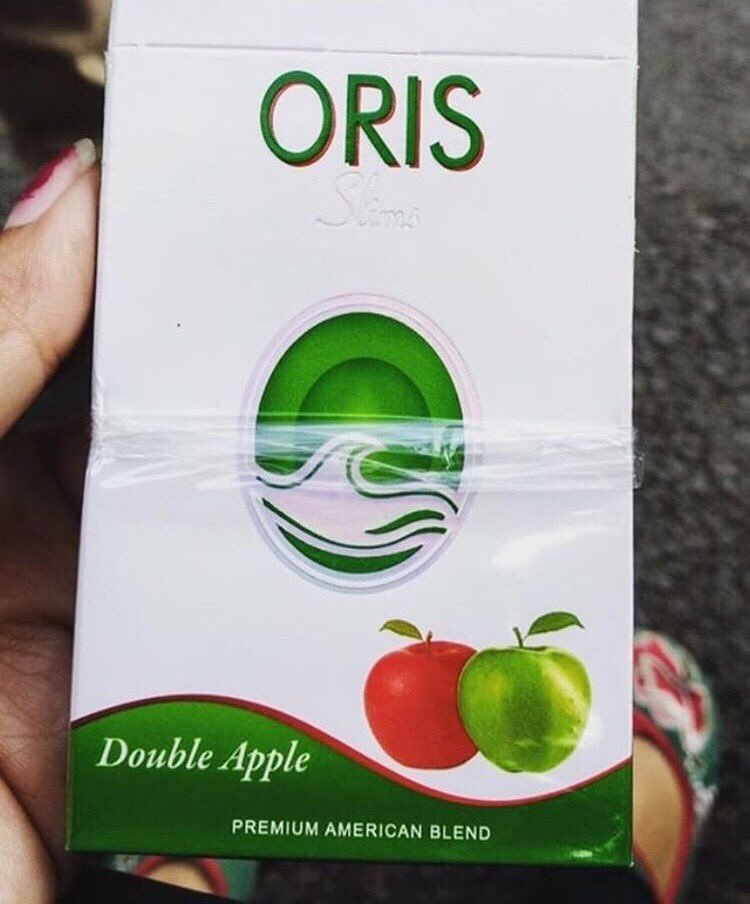 ORIS
Slims
Double Apple
PREMIUM AMERICAN BLEND